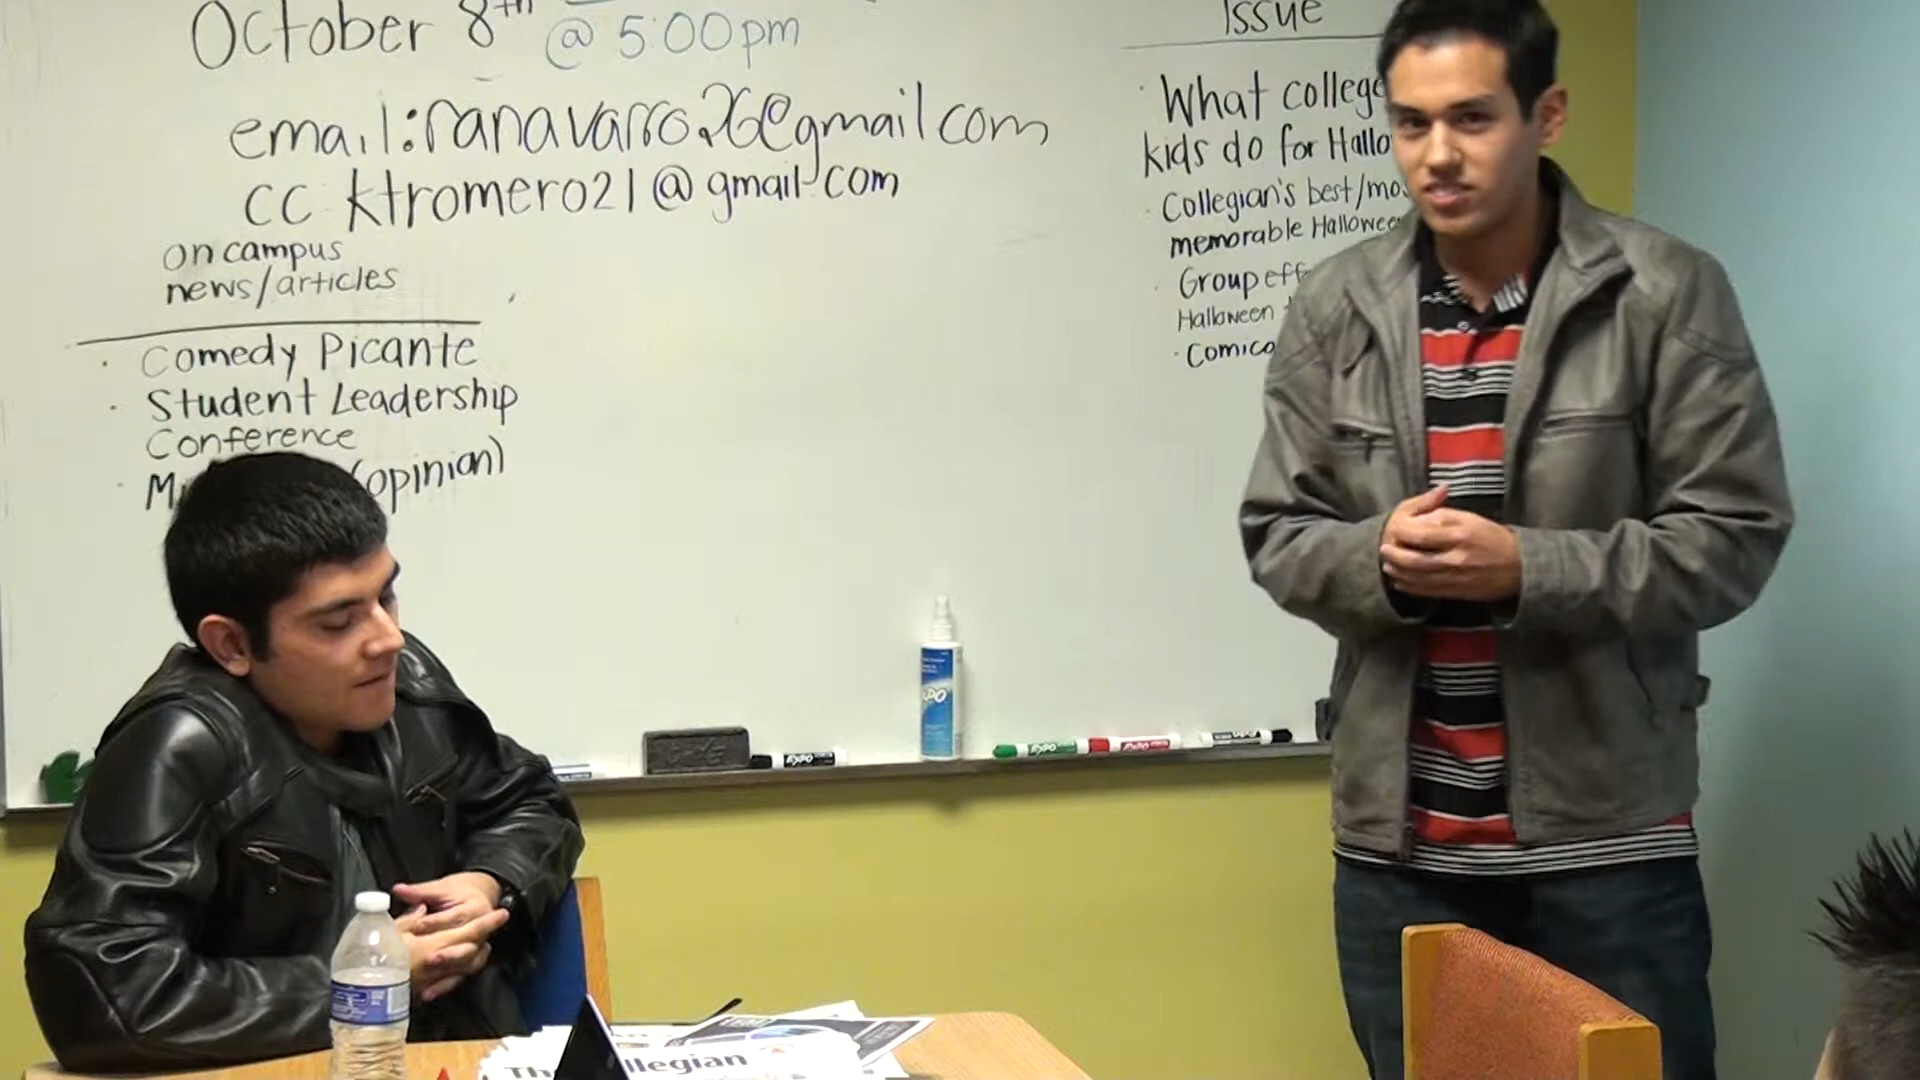 October 8th @ 5:00pm
email: ranavarro26@gmail.com
cc ktromero21@gmail.com
on campus
news/articles
· Comedy Picante
· Student Leadership
Conference
(opinian)
Issue
· What college
kids do for Hallo
· Collegian's best/mos
memorable Hallowee
· Group eff
Halloween
· Comico
EXPO
EXPO
EXPO
llegian